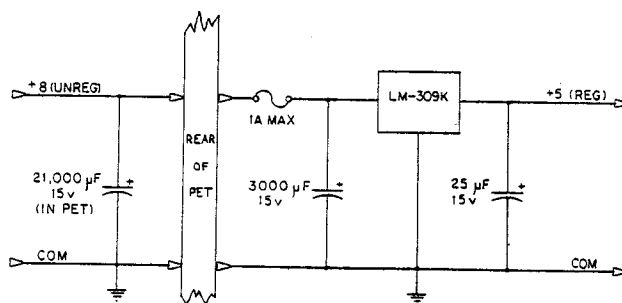 +8 (UNREG)
21,000 µF
15 v
(IN PET)
COM
REAR
OF
PET
1A MAX
3000 µF
15 v
LM-309K
+5 (REG)
25 µF
15 v
COM
+
+
+